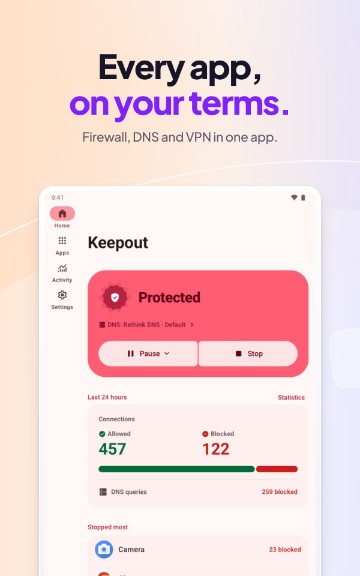 Every app,
on your terms.
Firewall, DNS and VPN in one app.
9:41
Home
Keepout
Apps
Activity
Settings
Protected
DNS: Rethink DNS · Default
Pause
Stop
Last 24 hours
Statistics
Connections
Allowed
Blocked
457
122
DNS queries
259 blocked
Stopped most
Camera
23 blocked